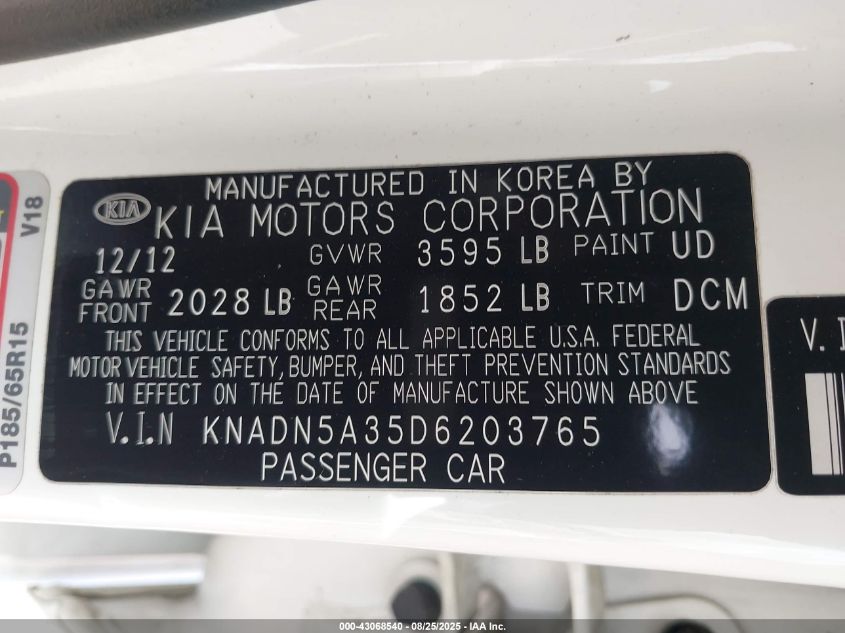 MANUFACTURED IN KOREA BY
KIA KIA MOTORS CORPORATION
12/12 GVWR 3595 LB PAINT UD
GAWR FRONT 2028 LB GAWR REAR 1852 LB TRIM DCM
THIS VEHICLE CONFORMS TO ALL APPLICABLE U.S.A. FEDERAL
MOTOR VEHICLE SAFETY, BUMPER, AND THEFT PREVENTION STANDARDS
IN EFFECT ON THE DATE OF MANUFACTURE SHOWN ABOVE
V.I.N KNADN5A35D6203765
PASSENGER CAR
P185/65R15 V18
V. I
000-43068540 - 08/25/2025 - IAA Inc.